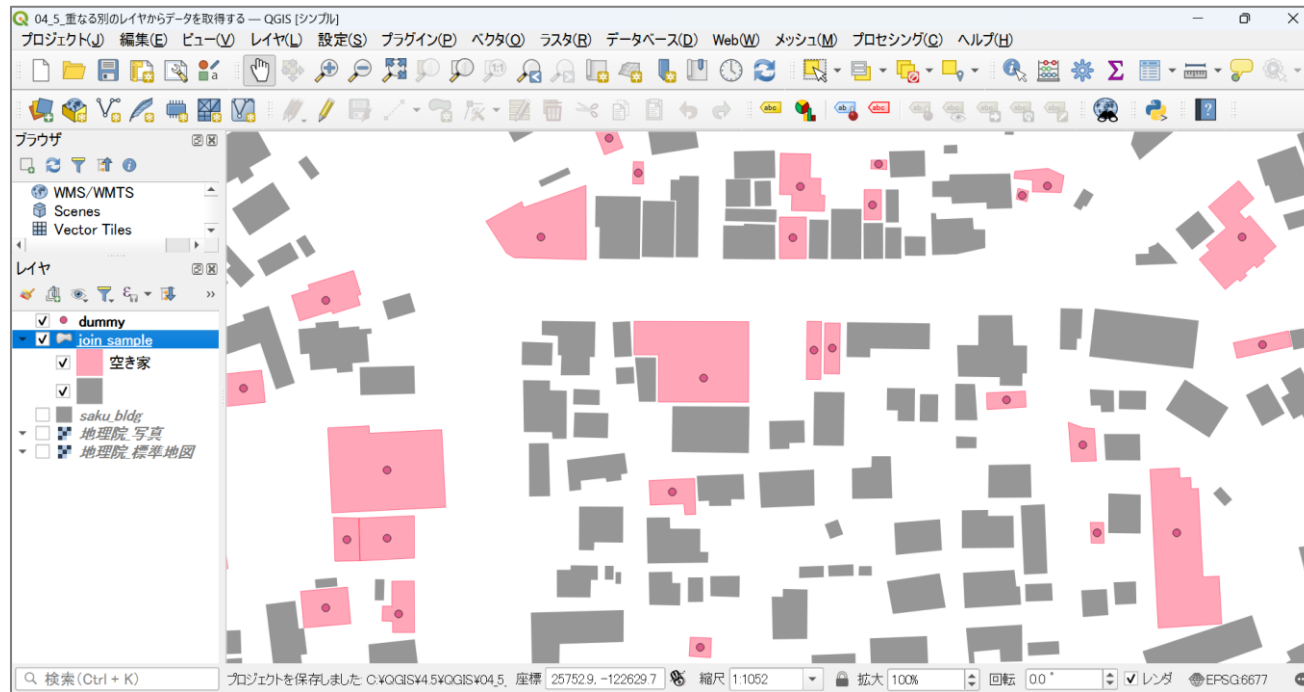 04_5_重なる別のレイヤからデータを取得する — QGIS [シンプル]
プロジェクト(J) 編集(E) ビュー(V) レイヤ(L) 設定(S) プラグイン(P) ベクタ(O) ラスタ(R) データベース(D) Web(W) メッシュ(M) プロセシング(C) ヘルプ(H)
ブラウザ
WMS/WMTS
Scenes
Vector Tiles
レイヤ
dummy
join_sample
空き家
saku_bldg
地理院_写真
地理院_標準地図
検索(Ctrl + K) プロジェクトを保存しました: C:¥QGIS¥4.5¥QGIS¥04_5_ 座標 25752.9, -122629.7 縮尺 1:1052 拡大 100% 回転 0.0 ° レンダ EPSG:6677